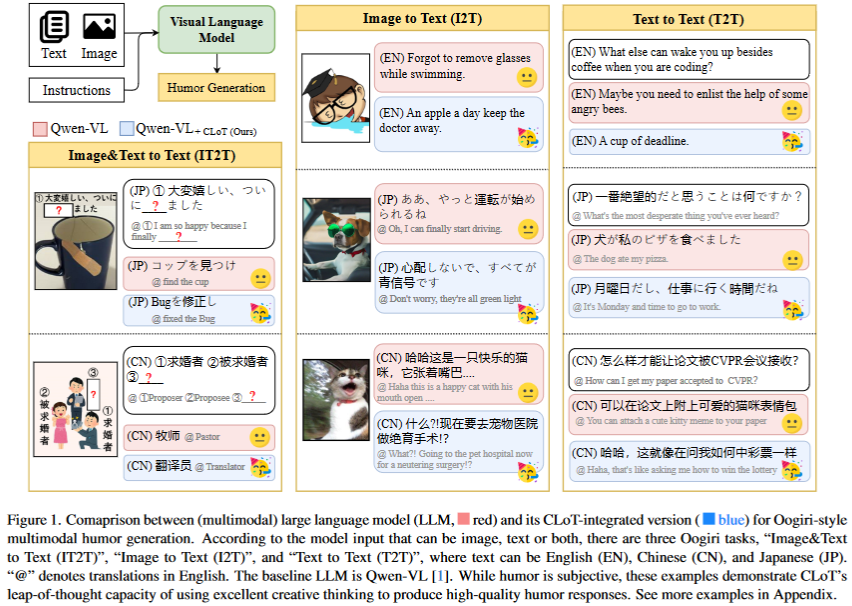 Text
Image
Instructions
Visual Language
Model
Humor Generation
Qwen-VL
Qwen-VL+ CLoT (Ours)
Image&Text to Text (IT2T)
① 大変嬉しい、ついに
? ました
(JP) ① 大変嬉しい、つい
に__?__ました
@ ① I am so happy because I
finally ___?___
(JP) コップを見つけ
@ find the cup
(JP) Bugを修正し
@ fixed the Bug
③
?
②被求婚者
①求婚者
(CN) ①求婚者 ②被求婚者
③__?__
@ ①Proposer ②Proposee ③__?__
(CN) 牧师 @ Pastor
(CN) 翻译员 @ Translator
Image to Text (I2T)
(EN) Forgot to remove glasses
while swimming.
(EN) An apple a day keep the
doctor away.
(JP) ああ、やっと運転が始め
られるね
@ Oh, I can finally start driving.
(JP) 心配しないで、すべてが
青信号です
@ Don't worry, they're all green light
(CN) 哈哈这是一只快乐的猫
咪，它张着嘴巴....
@ Haha this is a happy cat with his
mouth open ....
(CN) 什么?!现在要去宠物医院
做绝育手术!?
@ What?! Going to the pet hospital now
for a neutering surgery!?
Text to Text (T2T)
(EN) What else can wake you up besides
coffee when you are coding?
(EN) Maybe you need to enlist the help of some
angry bees.
(EN) A cup of deadline.
(JP) 一番絶望的だと思うことは何ですか？
@ What's the most desperate thing you've ever heard?
(JP) 犬が私のピザを食べました
@ The dog ate my pizza.
(JP) 月曜日だし、仕事に行く時間だね
@ It's Monday and time to go to work.
(CN) 怎么样才能让论文被CVPR会议接收？
@ How can I get my paper accepted to CVPR?
(CN) 可以在论文上附上可爱的猫咪表情包
@ You can attach a cute kitty meme to your paper
(CN) 哈哈，这就像在问我如何中彩票一样
@ Haha, that's like asking me how to win the lottery
Figure 1. Comaprison between (multimodal) large language model (LLM, red) and its CLoT-integrated version ( blue) for Oogiri-style
multimodal humor generation. According to the model input that can be image, text or both, there are three Oogiri tasks, “Image&Text
to Text (IT2T)”, “Image to Text (I2T)”, and “Text to Text (T2T)”, where text can be English (EN), Chinese (CN), and Japanese (JP).
“@” denotes translations in English. The baseline LLM is Qwen-VL [1]. While humor is subjective, these examples demonstrate CLoT’s
leap-of-thought capacity of using excellent creative thinking to produce high-quality humor responses. See more examples in Appendix.